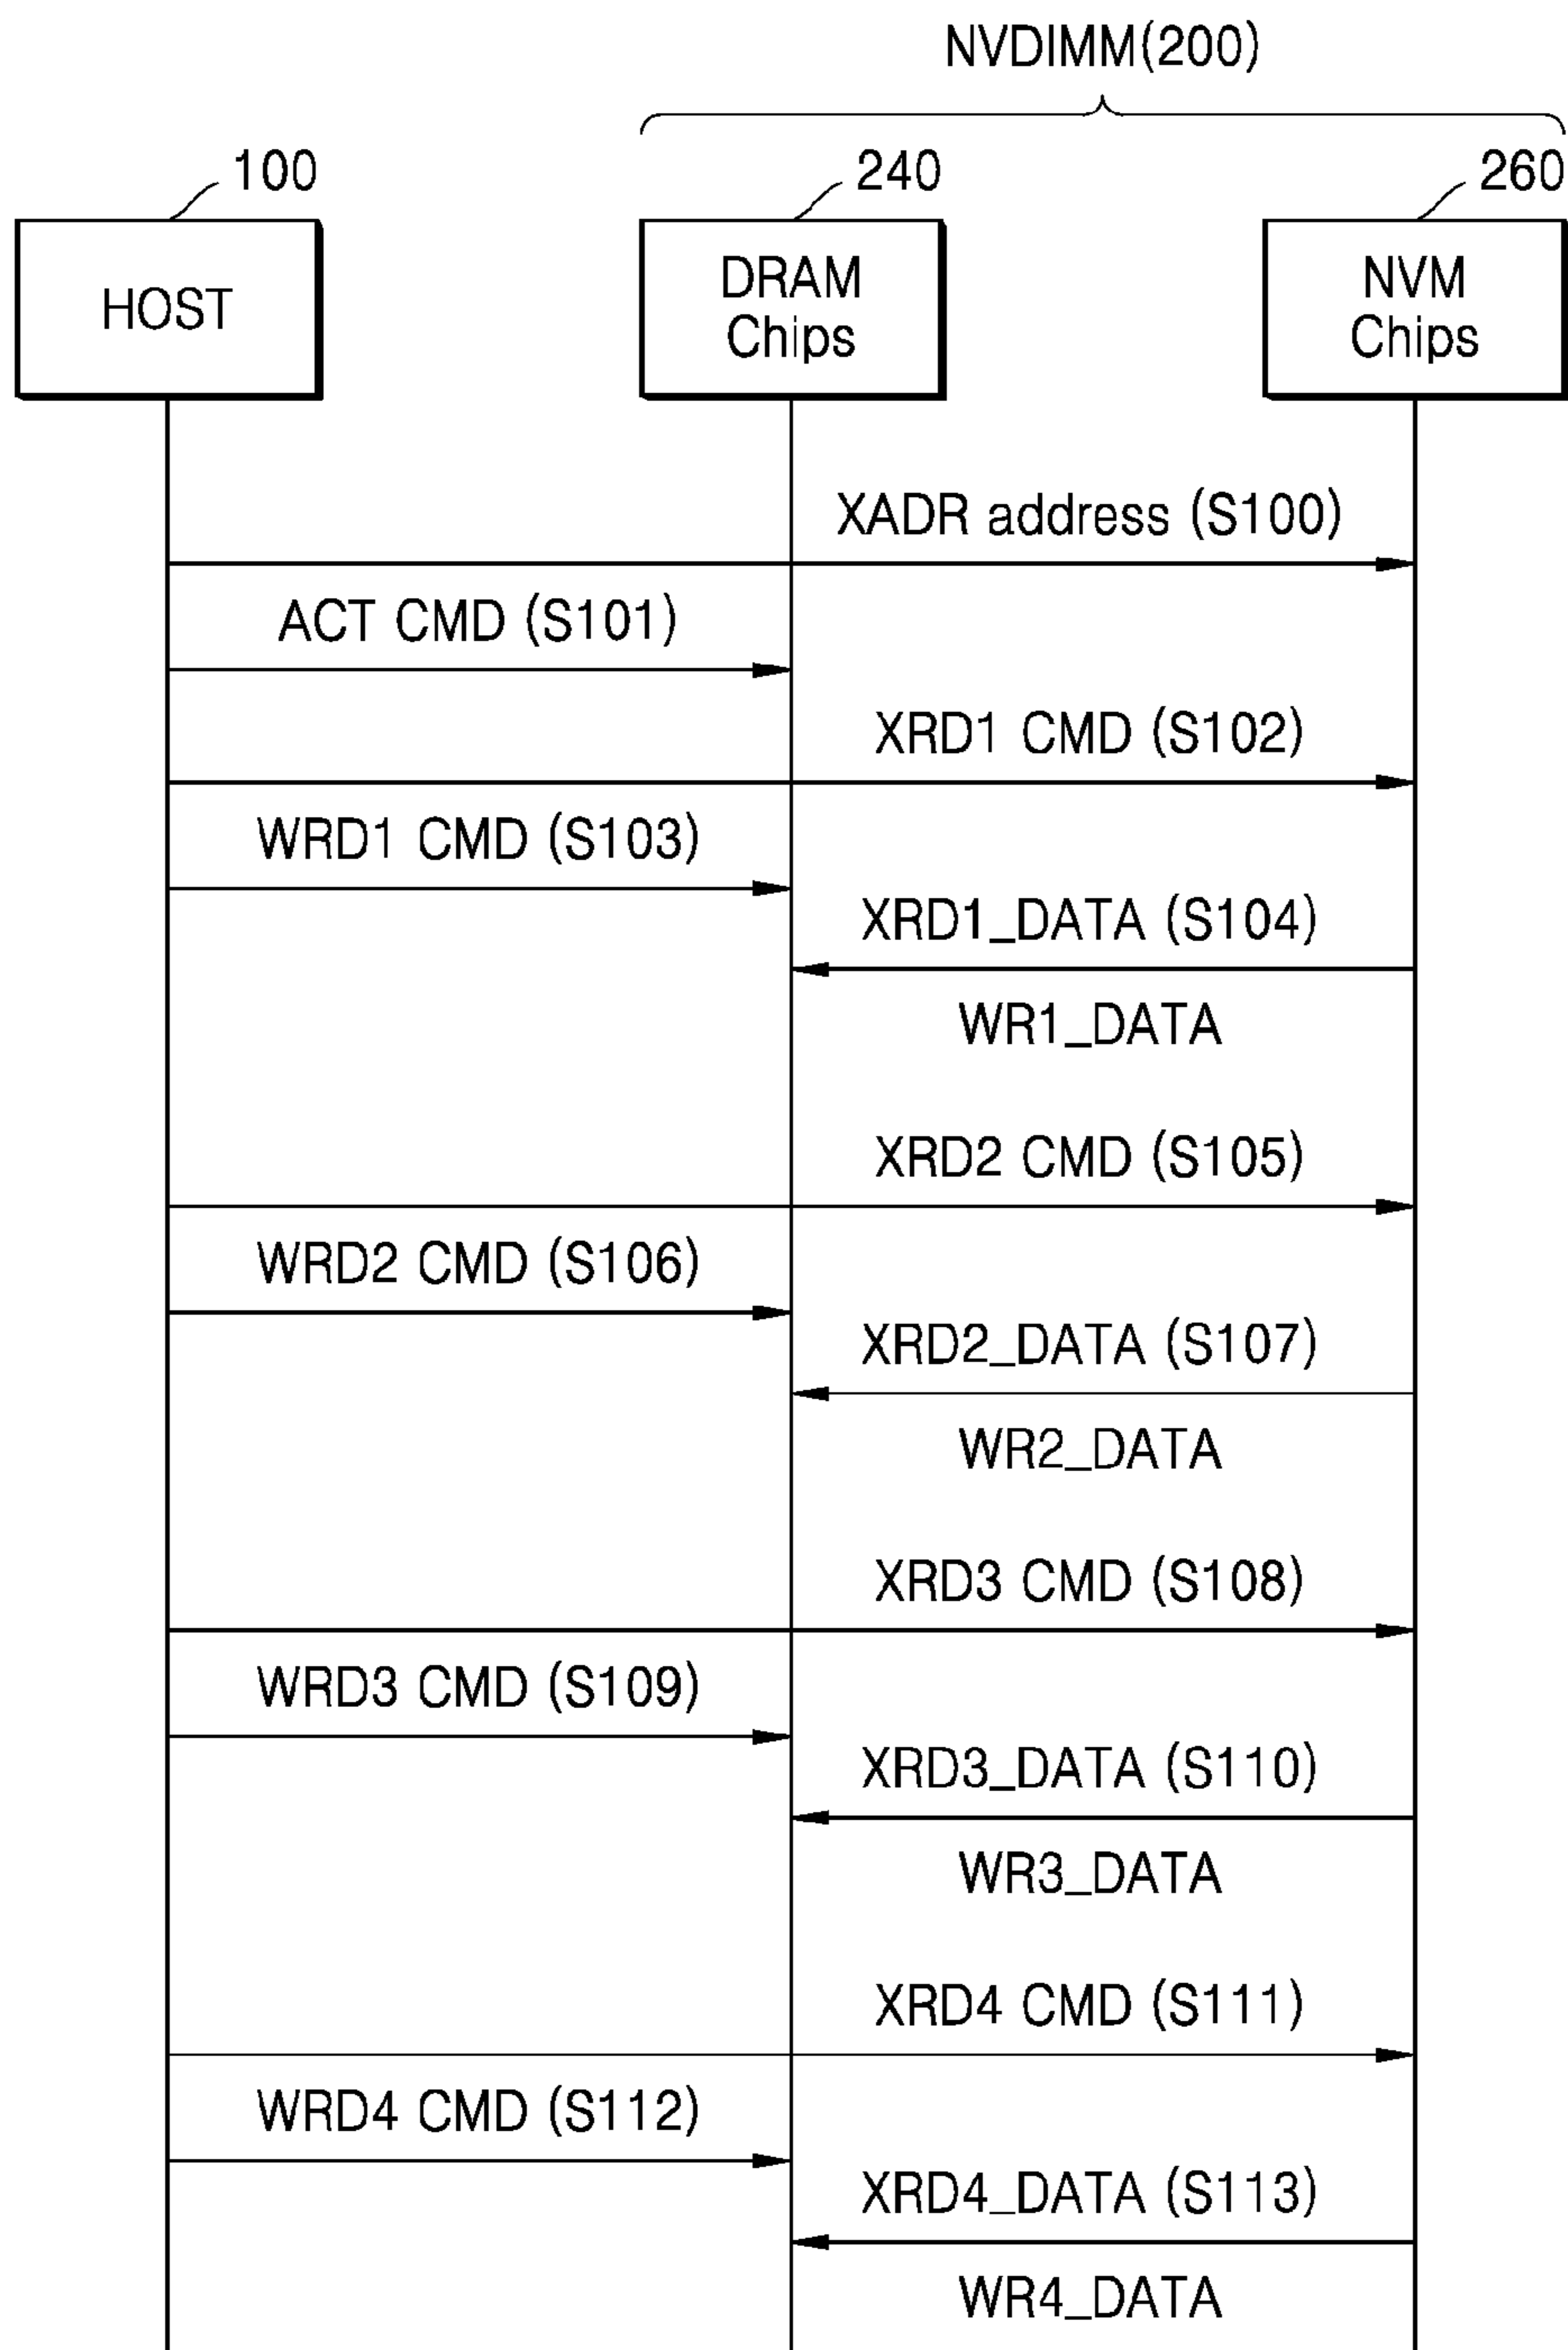 NVDIMM(200)
100
240
260
HOST
DRAM
Chips
NVM
Chips
XADR address (S100)
ACT CMD (S101)
XRD1 CMD (S102)
WRD1 CMD (S103)
XRD1_DATA (S104)
WR1_DATA
XRD2 CMD (S105)
WRD2 CMD (S106)
XRD2_DATA (S107)
WR2_DATA
XRD3 CMD (S108)
WRD3 CMD (S109)
XRD3_DATA (S110)
WR3_DATA
XRD4 CMD (S111)
WRD4 CMD (S112)
XRD4_DATA (S113)
WR4_DATA